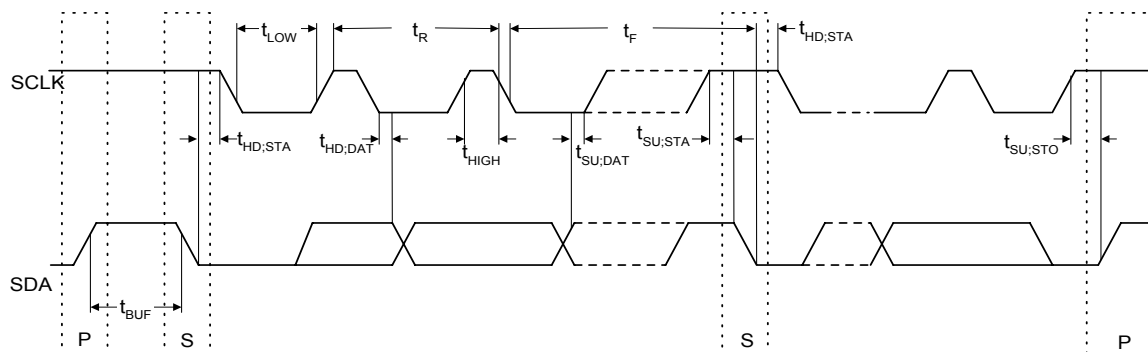 t_LOW t_R t_F t_HD;STA
SCLK
t_HD;STA t_HD;DAT t_HIGH t_SU;DAT t_SU;STA t_SU;STO
SDA
t_BUF
P S S P